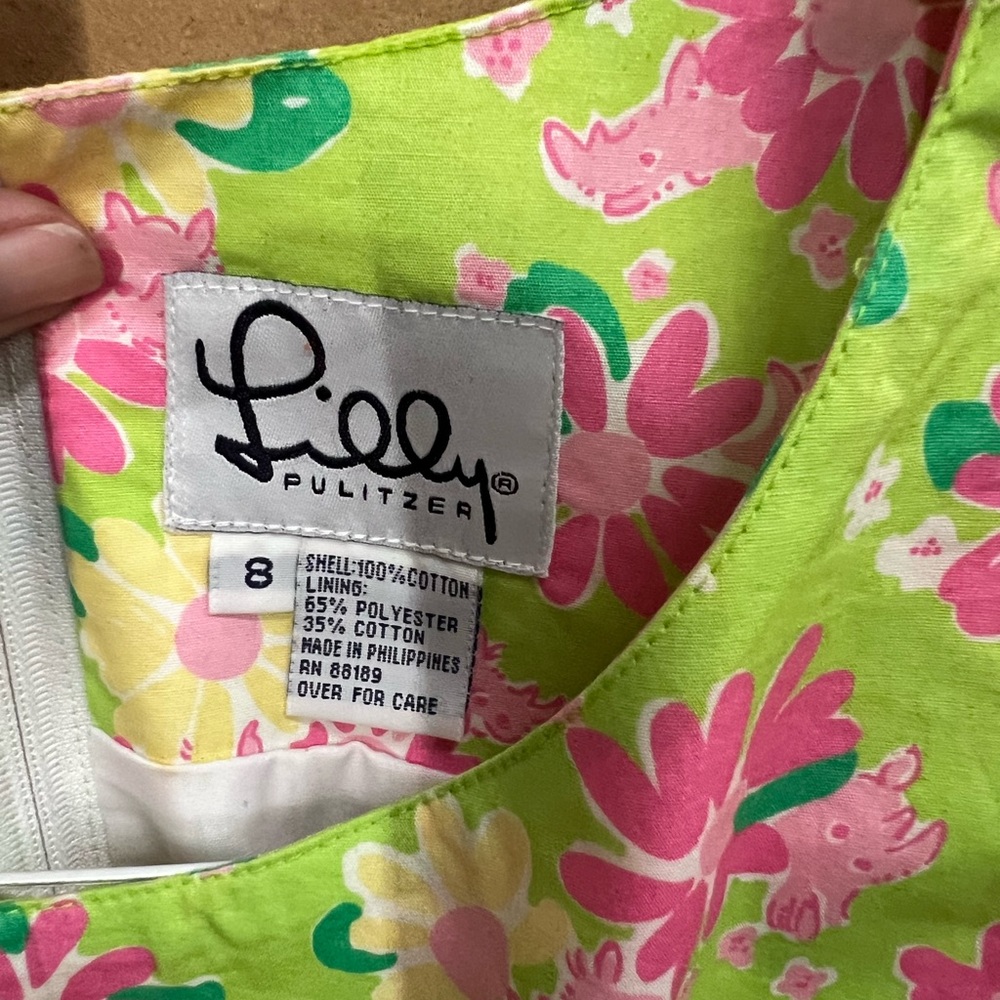 Lilly®
PULITZER
8
SHELL:100%COTTON
LINING:
65% POLYESTER
35% COTTON
MADE IN PHILIPPINES
RN 88189
OVER FOR CARE